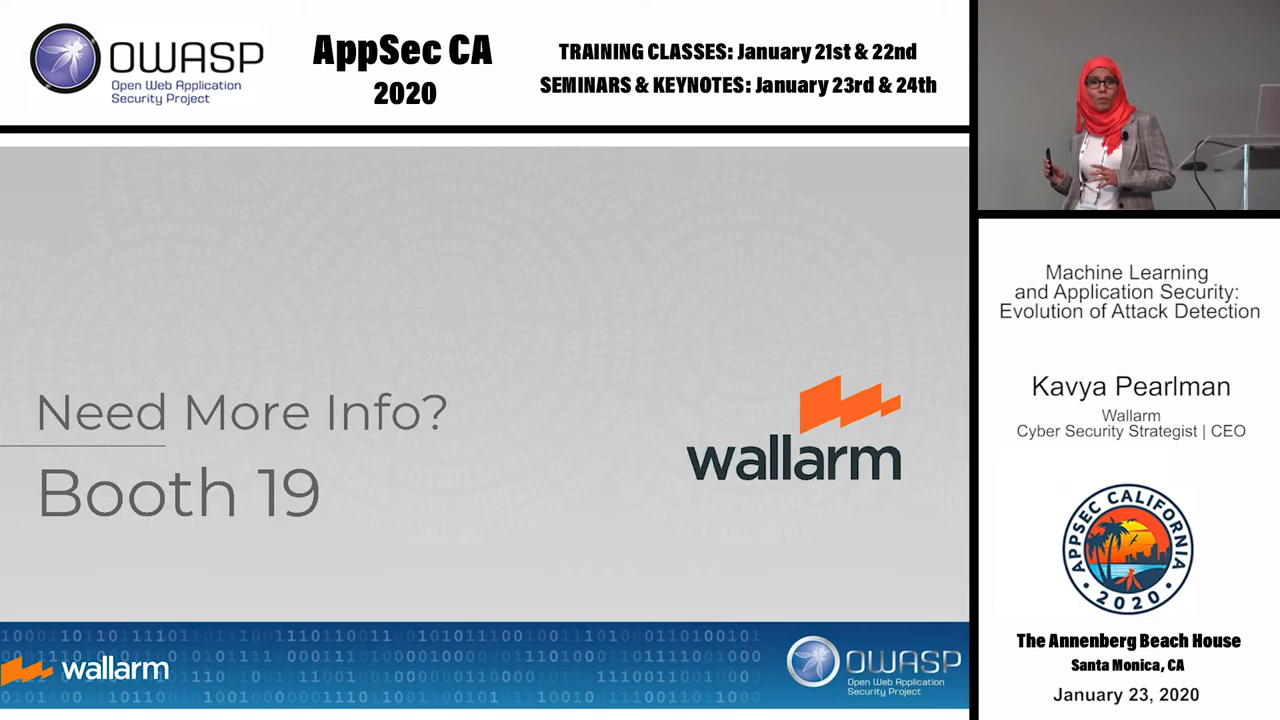 OWASP
Open Web Application
Security Project
AppSec CA
2020
TRAINING CLASSES: January 21st & 22nd
SEMINARS & KEYNOTES: January 23rd & 24th
Need More Info?
Booth 19
wallarm
wallarm
OWASP
Open Web Application
Security Project
Machine Learning
and Application Security:
Evolution of Attack Detection
Kavya Pearlman
Wallarm
Cyber Security Strategist | CEO
APPSEC CALIFORNIA
• 2020 •
The Annenberg Beach House
Santa Monica, CA
January 23, 2020